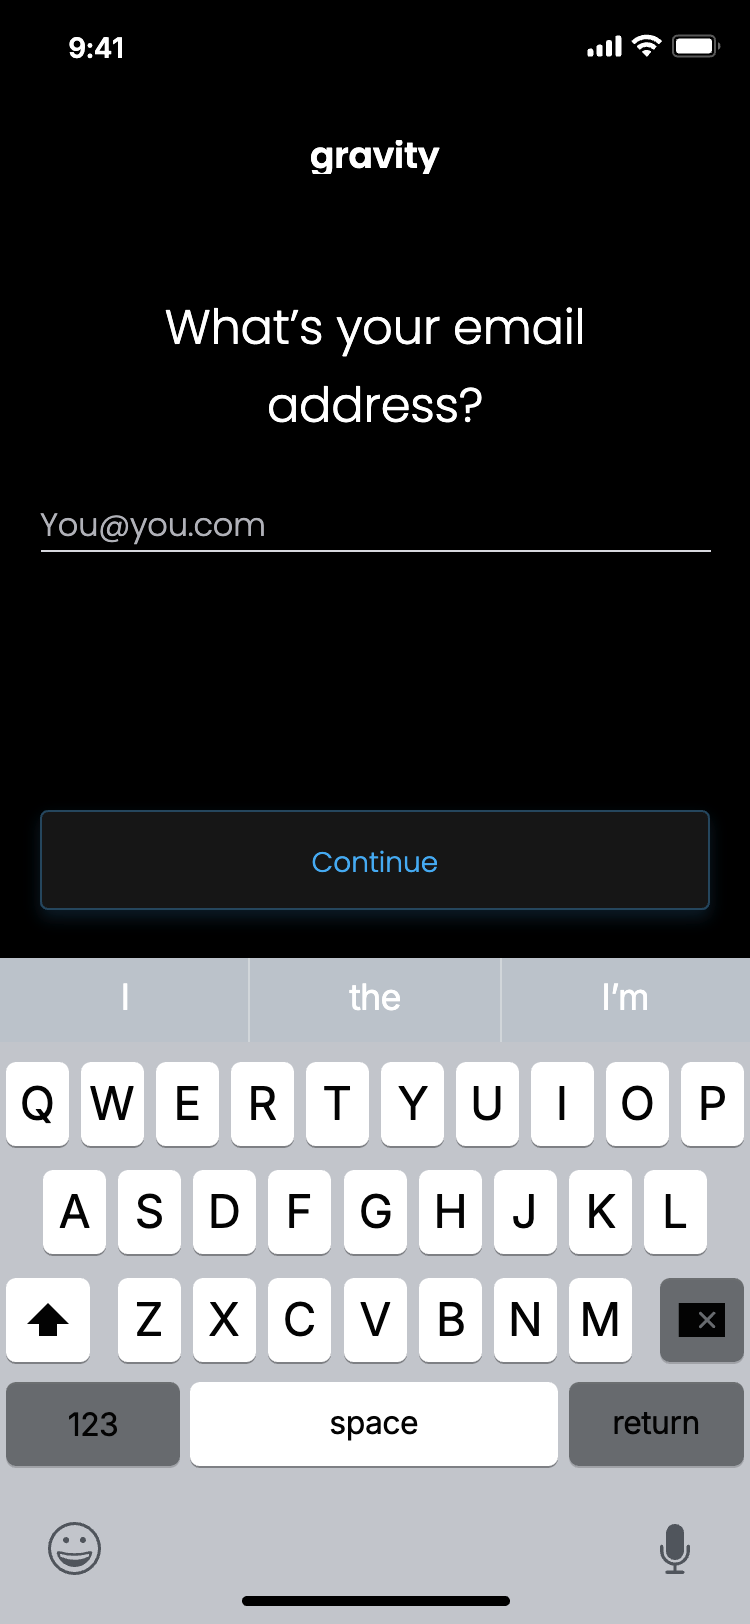 9:41
gravity
What’s your email
address?
You@you.com
Continue
I the I’m
Q W E R T Y U I O P
A S D F G H J K L
Z X C V B N M
123 space return